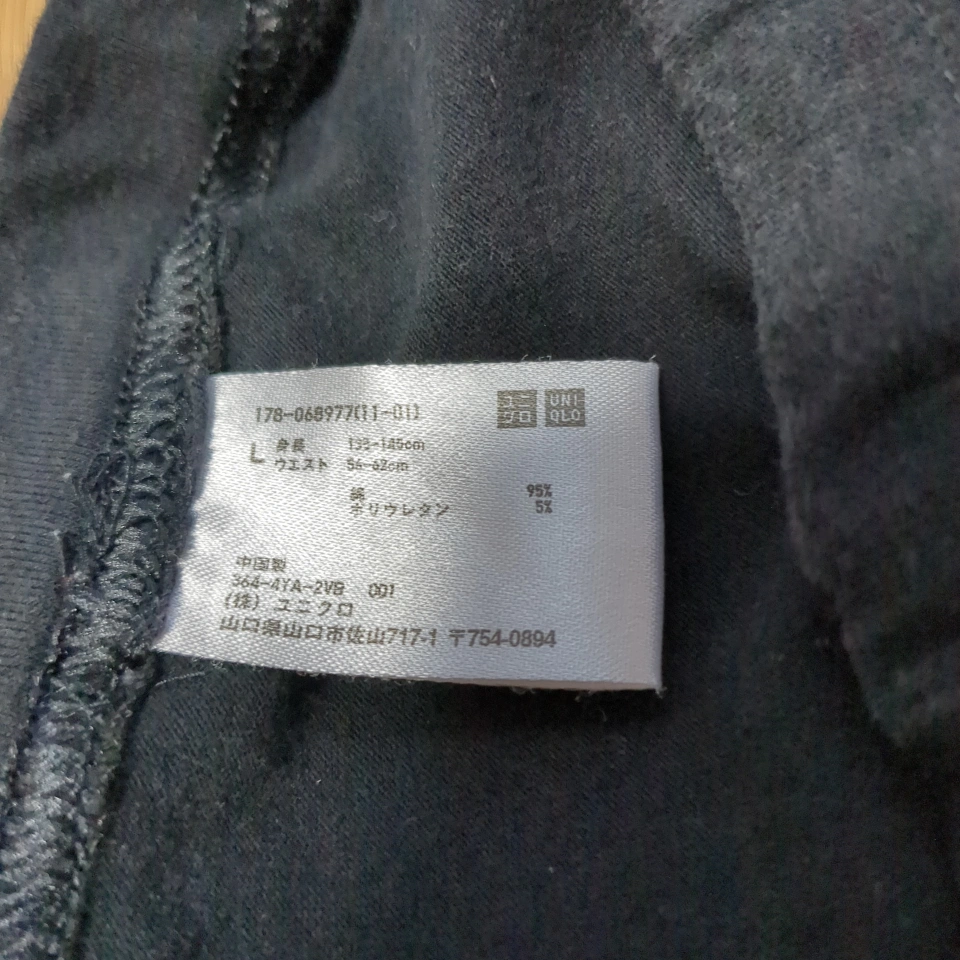 178-068977(11-01)
ユニクロ UNIQLO
L 身長 135-145cm
ウエスト 56-62cm
綿 95%
ポリウレタン 5%
中国製
364-4YA-2VB 001
(株) ユニクロ
山口県山口市佐山717-1 〒754-0894